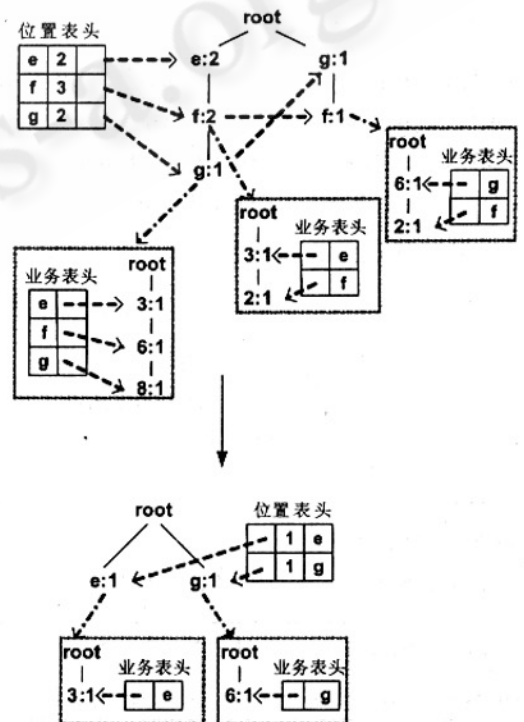 root
位置表头
e 2
f 3
g 2
e:2
g:1
f:2
f:1
g:1
root
业务表头
6:1
g
2:1
f
root
业务表头
3:1
e
2:1
f
root
业务表头
e
3:1
f
6:1
g
8:1
root
位置表头
1 e
1 g
e:1
g:1
root
业务表头
3:1
e
root
业务表头
6:1
g